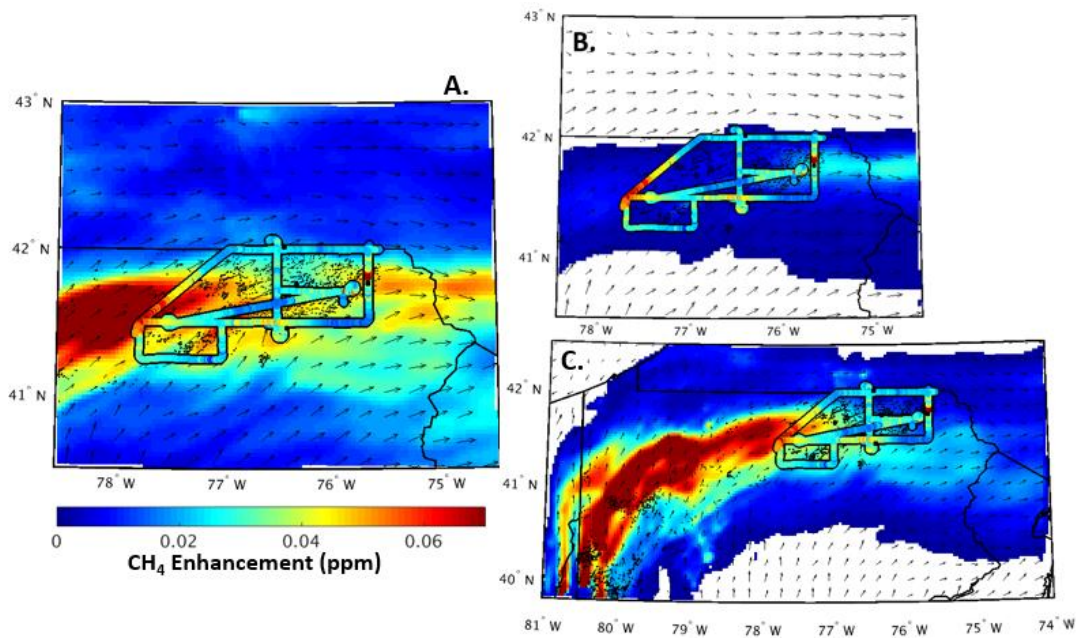 A.
43° N
42° N
41° N
78° W
77° W
76° W
75° W
0
0.02
0.04
0.06
CH₄ Enhancement (ppm)
B.
43° N
42° N
41° N
78° W
77° W
76° W
75° W
C.
42° N
41° N
40° N
81° W
80° W
79° W
78° W
77° W
76° W
75° W
74° W